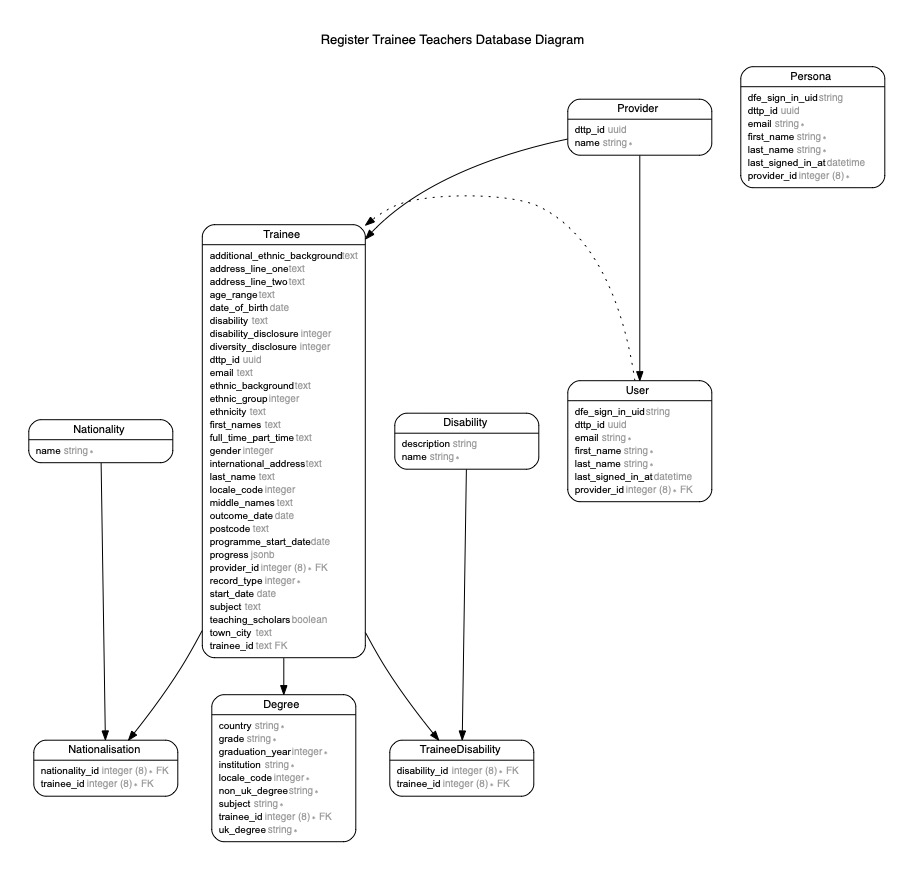 Register Trainee Teachers Database Diagram
Persona
dfe_sign_in_uid string
dttp_id uuid
email string ∗
first_name string ∗
last_name string ∗
last_signed_in_at datetime
provider_id integer (8) ∗
Provider
dttp_id uuid
name string ∗
Trainee
additional_ethnic_background text
address_line_one text
address_line_two text
age_range text
date_of_birth date
disability text
disability_disclosure integer
diversity_disclosure integer
dttp_id uuid
email text
ethnic_background text
ethnic_group integer
ethnicity text
first_names text
full_time_part_time text
gender integer
international_address text
last_name text
locale_code integer
middle_names text
outcome_date date
postcode text
programme_start_date date
progress jsonb
provider_id integer (8) ∗ FK
record_type integer ∗
start_date date
subject text
teaching_scholars boolean
town_city text
trainee_id text FK
User
dfe_sign_in_uid string
dttp_id uuid
email string ∗
first_name string ∗
last_name string ∗
last_signed_in_at datetime
provider_id integer (8) ∗ FK
Nationality
name string ∗
Disability
description string
name string ∗
Nationalisation
nationality_id integer (8) ∗ FK
trainee_id integer (8) ∗ FK
Degree
country string ∗
grade string ∗
graduation_year integer ∗
institution string ∗
locale_code integer ∗
non_uk_degree string ∗
subject string ∗
trainee_id integer (8) ∗ FK
uk_degree string ∗
TraineeDisability
disability_id integer (8) ∗ FK
trainee_id integer (8) ∗ FK